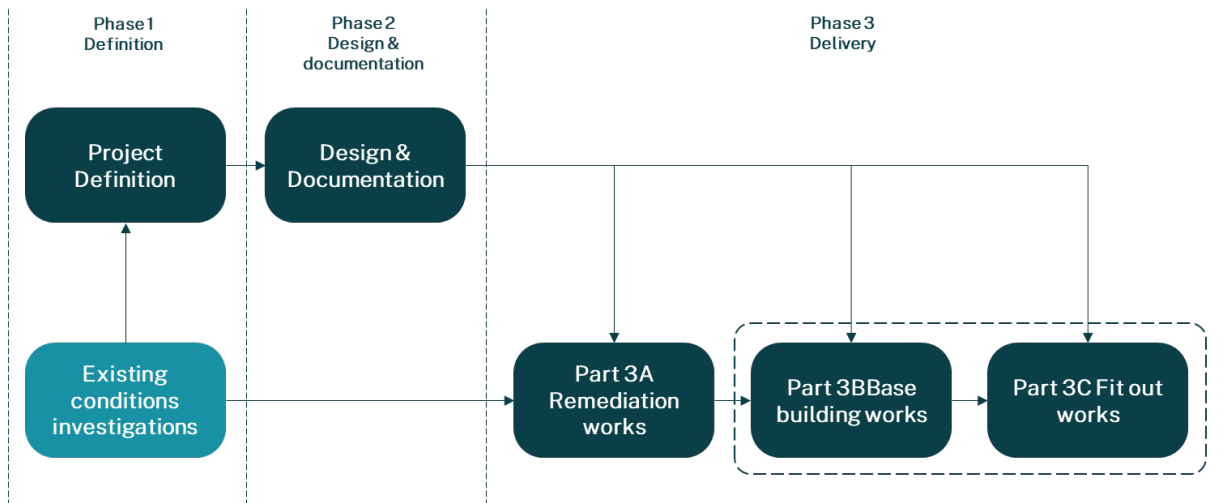 Phase 1
Definition
Phase 2
Design &
documentation
Phase 3
Delivery
Project
Definition
Design &
Documentation
Existing
conditions
investigations
Part 3A
Remediation
works
Part 3BBase
building works
Part 3C Fit out
works